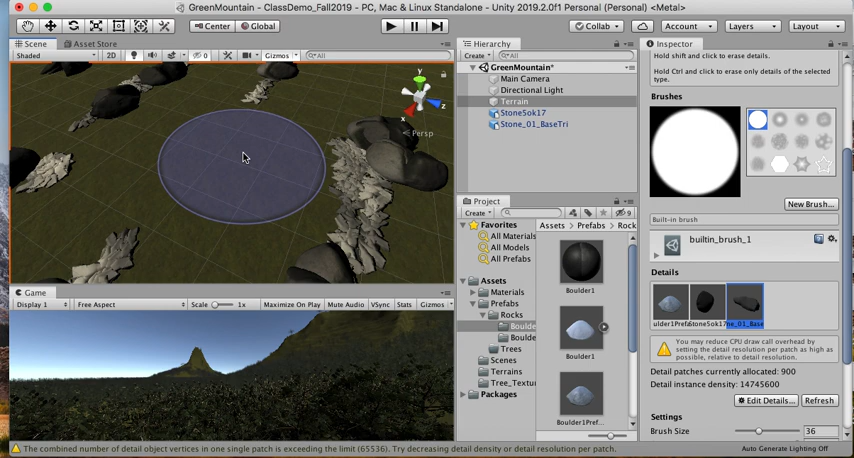 GreenMountain - ClassDemo_Fall2019 - PC, Mac & Linux Standalone - Unity 2019.2.0f1 Personal (Personal) <Metal>
Center Global Collab Account Layers Layout
Scene Asset Store
Shaded 2D 0 Gizmos All
y
x
z
Persp
Game
Display 1 Free Aspect Scale 1x Maximize On Play Mute Audio VSync Stats Gizmos
Hierarchy
Create All
GreenMountain*
Main Camera
Directional Light
Terrain
StoneSok17
Stone_01_BaseTri
Project
Create 9
Favorites
All Materials
All Models
All Prefabs
Assets
Materials
Prefabs
Rocks
Boulde
Boulde
Trees
Scenes
Terrains
Tree_Textu
Packages
Assets Prefabs Rock
Boulder1
Boulder1
Boulder1Pref...
Inspector
Hold shift and click to erase details.
Hold Ctrl and click to erase only details of the selected
type.
Brushes
New Brush...
Built-in brush
builtin_brush_1
Details
ulder1Prefa StoneSok17 ne_01_Base
You may reduce CPU draw call overhead by
setting the detail resolution per patch as high as
possible, relative to detail resolution.
Detail patches currently allocated: 900
Detail instance density: 14745600
Edit Details... Refresh
Settings
Brush Size 36
The combined number of detail object vertices in one single patch is exceeding the limit (65536). Try decreasing detail density or detail resolution per patch.
Auto Generate Lighting Off